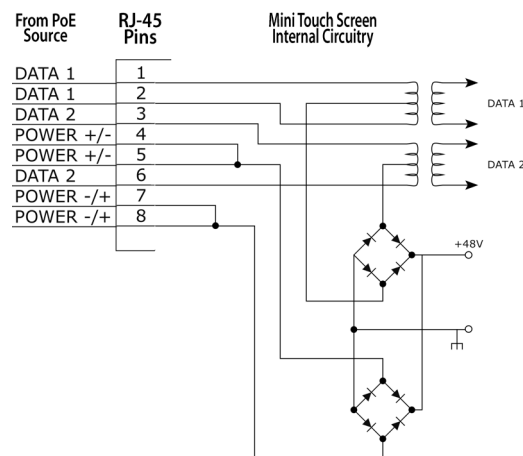 From PoE Source
RJ-45 Pins
Mini Touch Screen Internal Circuitry
DATA 1 1
DATA 1 2
DATA 2 3
POWER +/- 4
POWER +/- 5
DATA 2 6
POWER -/+ 7
POWER -/+ 8
DATA 1
DATA 2
+48V